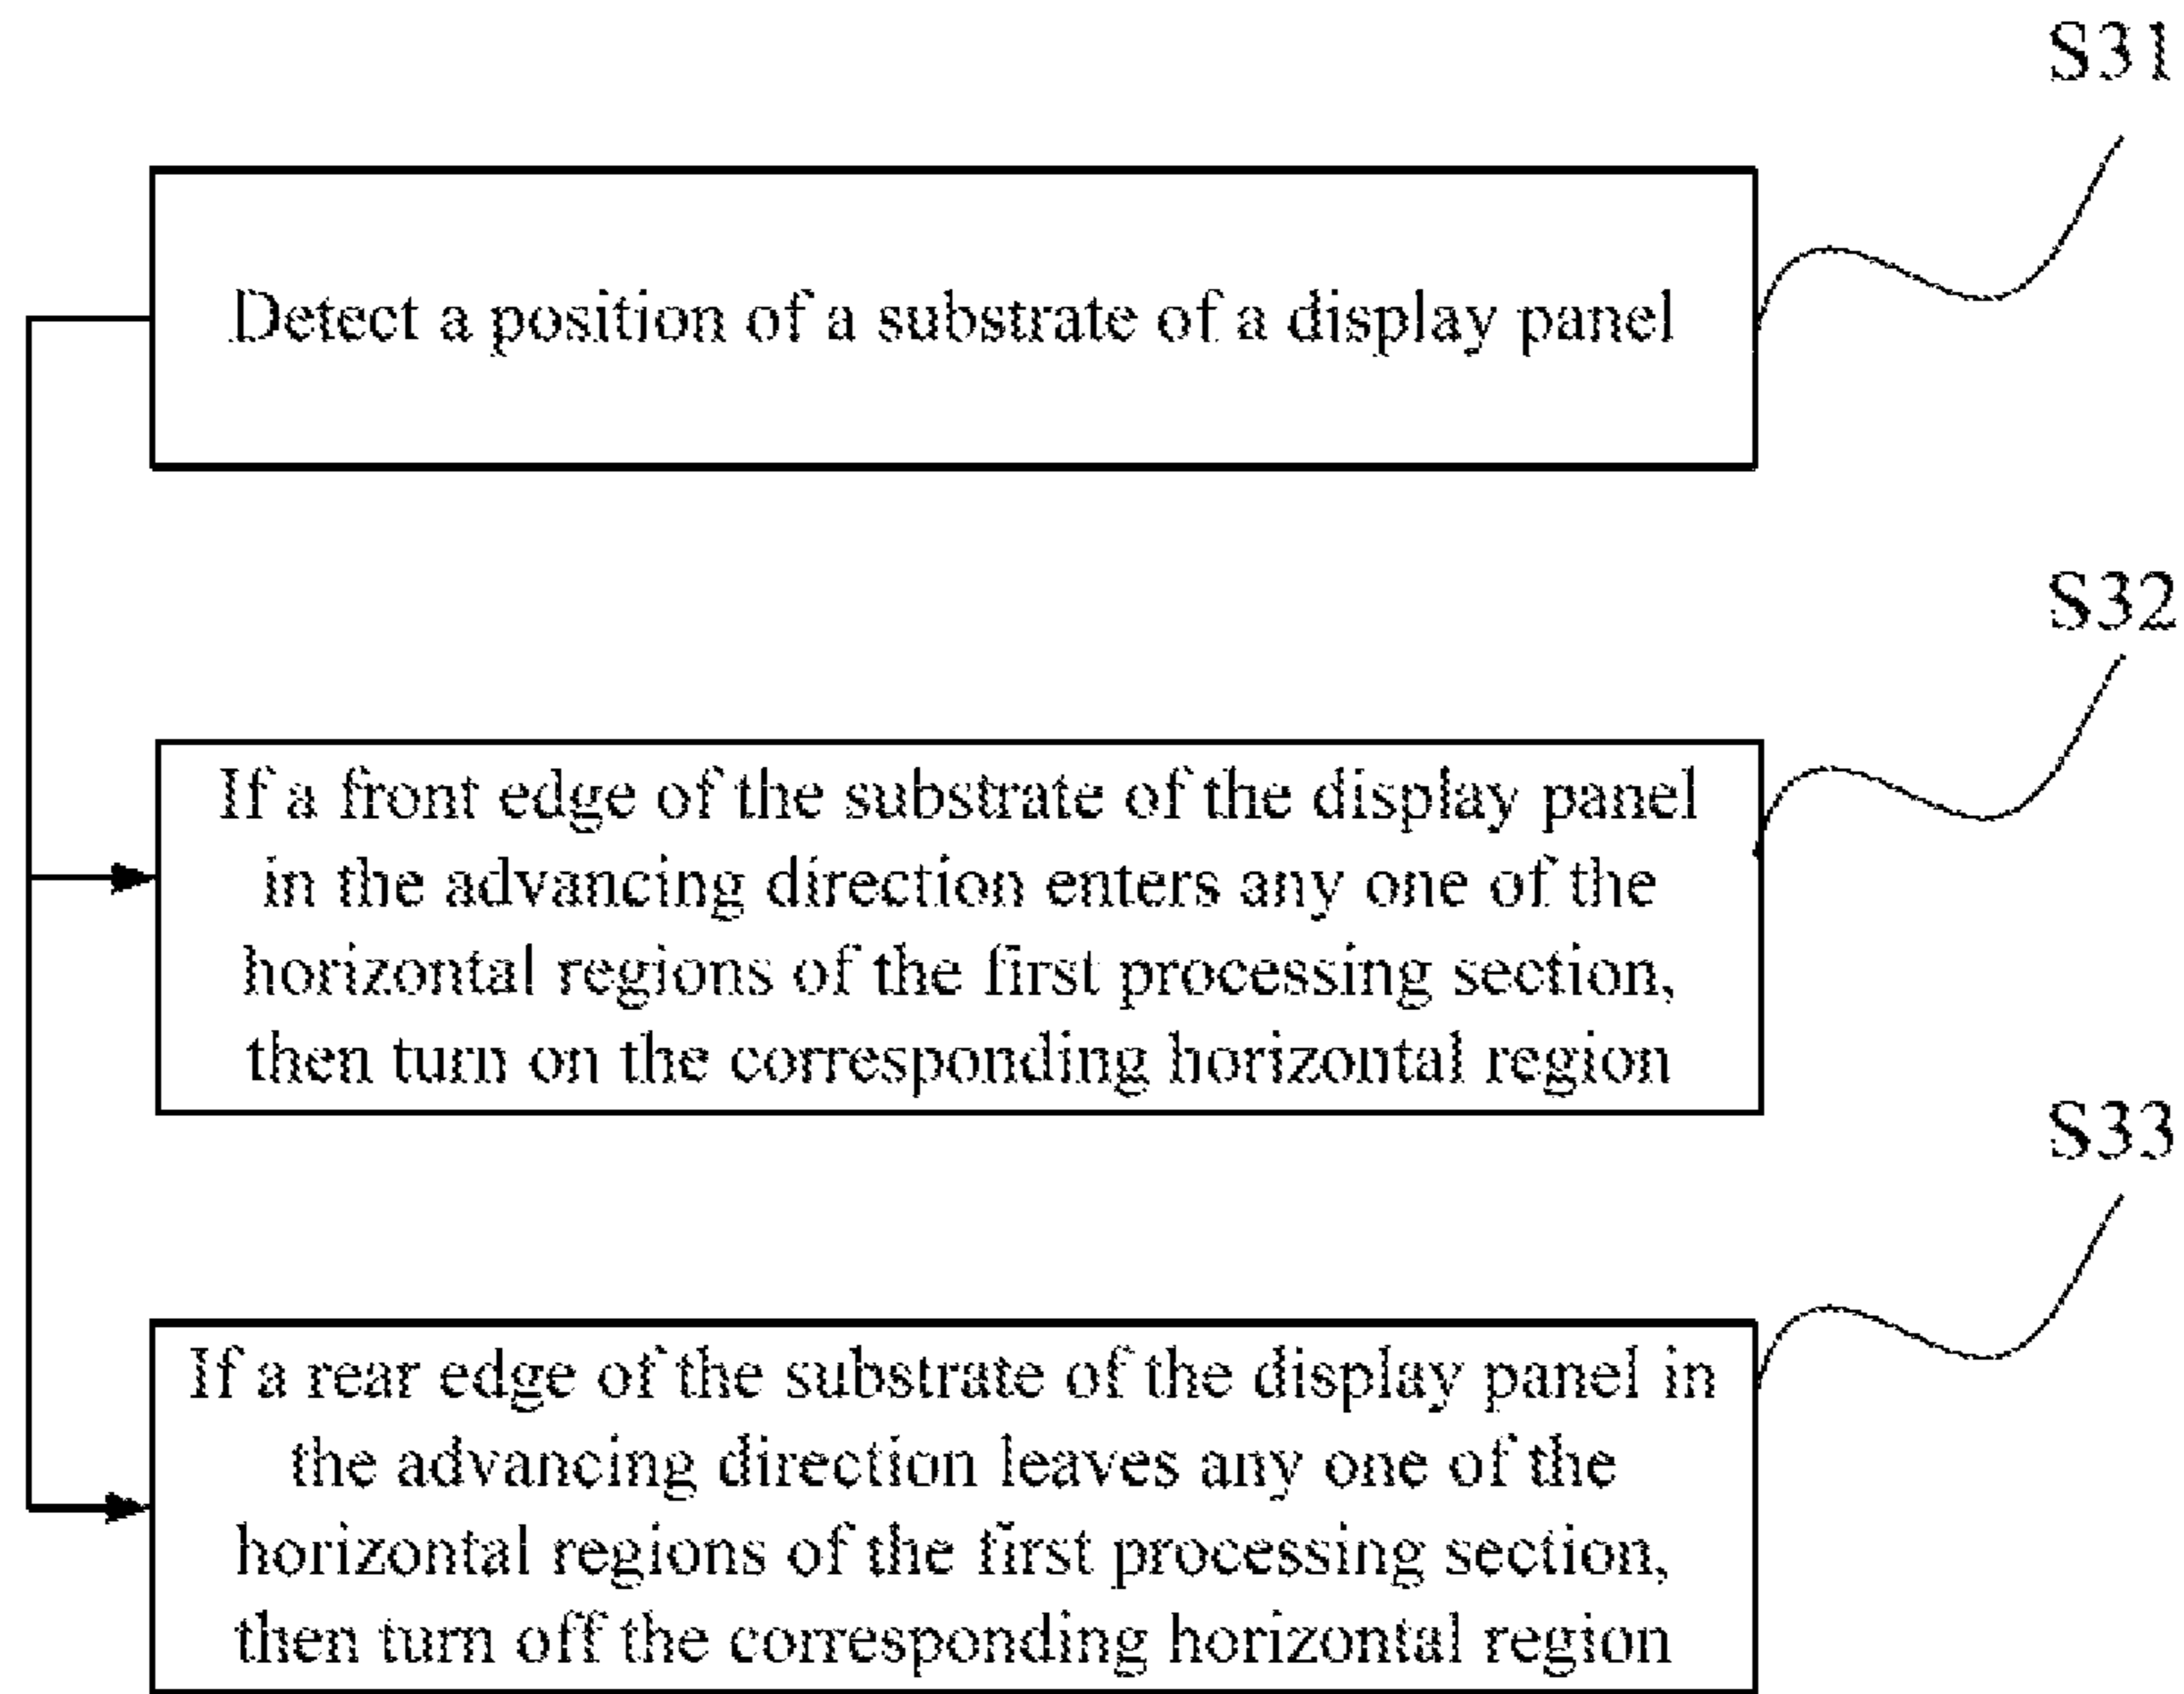 S31
Detect a position of a substrate of a display panel
S32
If a front edge of the substrate of the display panel
in the advancing direction enters any one of the
horizontal regions of the first processing section,
then turn on the corresponding horizontal region
S33
If a rear edge of the substrate of the display panel in
the advancing direction leaves any one of the
horizontal regions of the first processing section,
then turn off the corresponding horizontal region